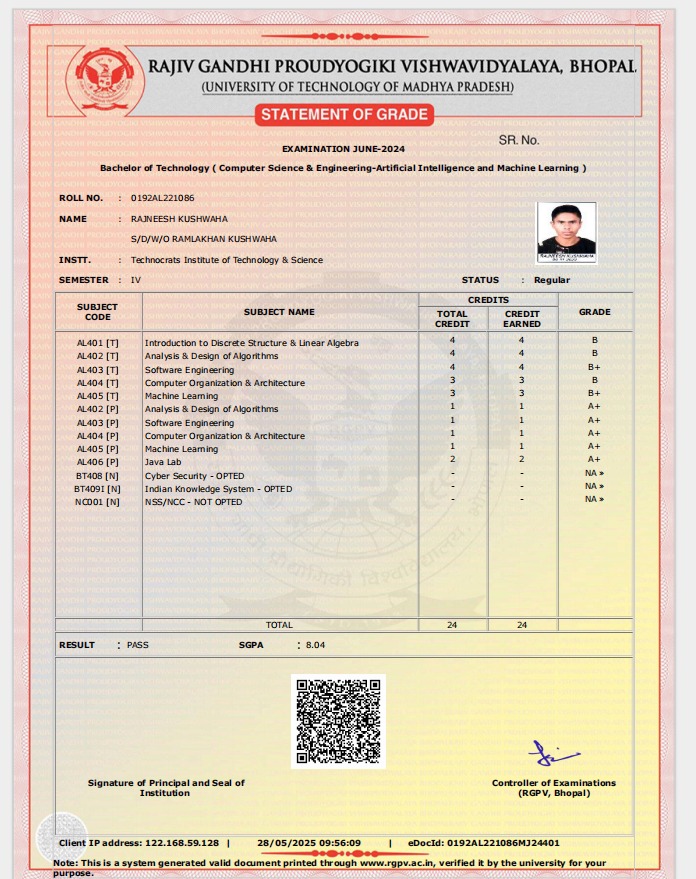 RAJIV GANDHI PROUDYOGIKI VISHWAVIDYALAYA, BHOPAL
(UNIVERSITY OF TECHNOLOGY OF MADHYA PRADESH)
STATEMENT OF GRADE
SR. No.
EXAMINATION JUNE-2024
Bachelor of Technology ( Computer Science & Engineering-Artificial Intelligence and Machine Learning )
ROLL NO. : 0192AL221086
NAME : RAJNEESH KUSHWAHA
S/D/W/O RAMLAKHAN KUSHWAHA
RAJNEESH KUSHWAHA
INSTT. : Technocrats Institute of Technology & Science
SEMESTER : IV STATUS : Regular
SUBJECT CODE SUBJECT NAME CREDITS GRADE
TOTAL CREDIT CREDIT EARNED
AL401 [T] Introduction to Discrete Structure & Linear Algebra 4 4 B
AL402 [T] Analysis & Design of Algorithms 4 4 B
AL403 [T] Software Engineering 4 4 B+
AL404 [T] Computer Organization & Architecture 3 3 B
AL405 [T] Machine Learning 3 3 B+
AL402 [P] Analysis & Design of Algorithms 1 1 A+
AL403 [P] Software Engineering 1 1 A+
AL404 [P] Computer Organization & Architecture 1 1 A+
AL405 [P] Machine Learning 1 1 A+
AL406 [P] Java Lab 2 2 A+
BT408 [N] Cyber Security - OPTED - - NA »
BT409I [N] Indian Knowledge System - OPTED - - NA »
NC001 [N] NSS/NCC - NOT OPTED - - NA »
TOTAL 24 24
RESULT : PASS SGPA : 8.04
Signature of Principal and Seal of
Institution
Controller of Examinations
(RGPV, Bhopal)
Client IP address: 122.168.59.128 | 28/05/2025 09:56:09 | eDocId: 0192AL221086MJ24401
Note: This is a system generated valid document printed through www.rgpv.ac.in, verified it by the university for your
purpose.